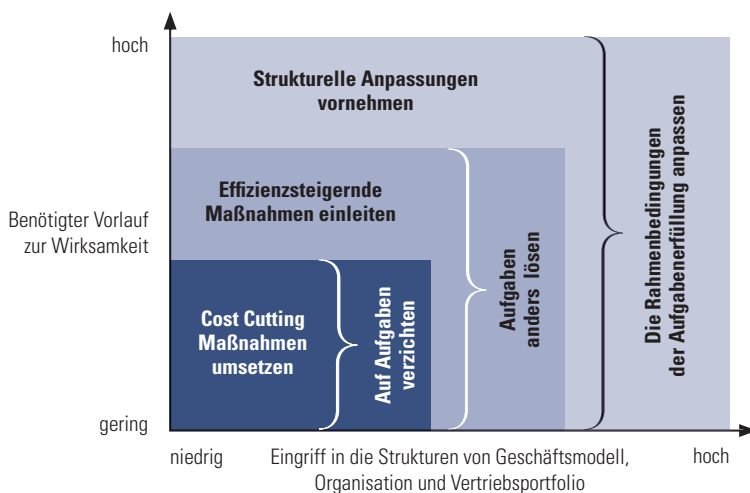 hoch
Strukturelle Anpassungen
vornehmen
Die Rahmenbedingungen
der Aufgabenerfüllung anpassen
Effizienzsteigernde
Maßnahmen einleiten
Aufgaben
anders lösen
Benötigter Vorlauf
zur Wirksamkeit
Cost Cutting
Maßnahmen
umsetzen
Auf Aufgaben
verzichten
gering
niedrig
Eingriff in die Strukturen von Geschäftsmodell,
Organisation und Vertriebsportfolio
hoch